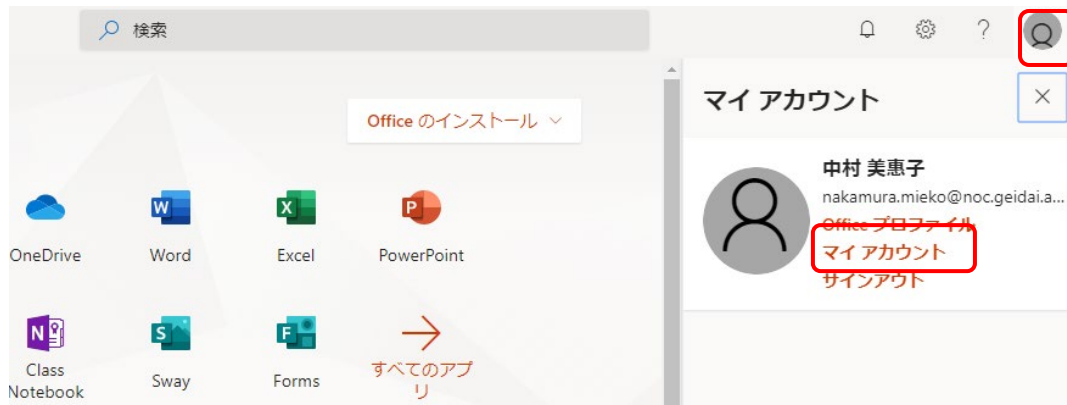 検索
?
Office のインストール
OneDrive
Word
Excel
PowerPoint
Class
Notebook
Sway
Forms
すべてのアプ
リ
マイ アカウント
中村 美惠子
nakamura.mieko@noc.geidai.a...
Office プロファイル
マイ アカウント
サインアウト